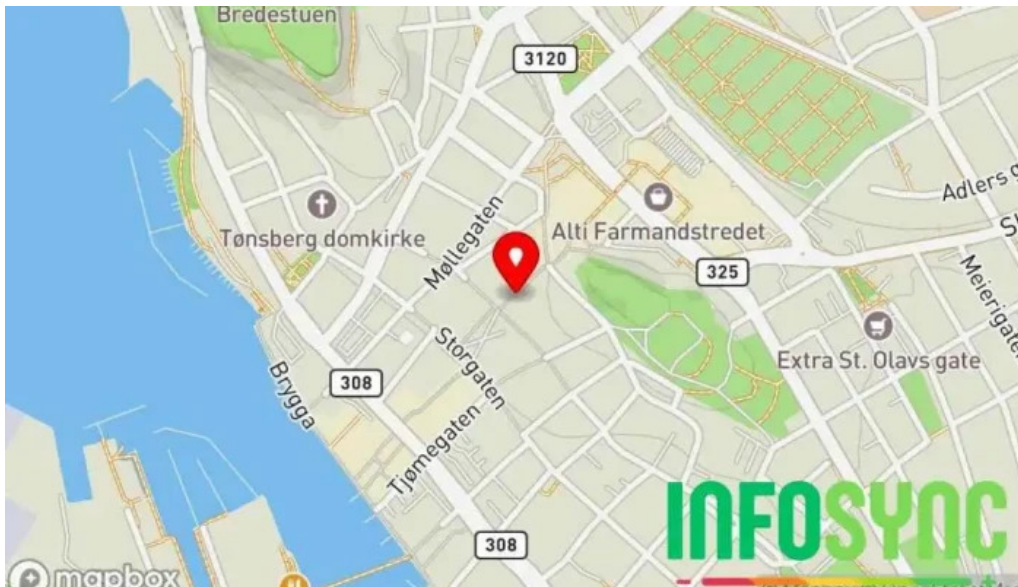 Bredestuen
3120
Adlers g
Tønsberg domkirke
Møllegaten
Alti Farmandstredet
325
Meierigaten
Storgaten
Extra St. Olavs gate
Brygga
308
Tjømegaten
INFOSYNC
308
mapbox